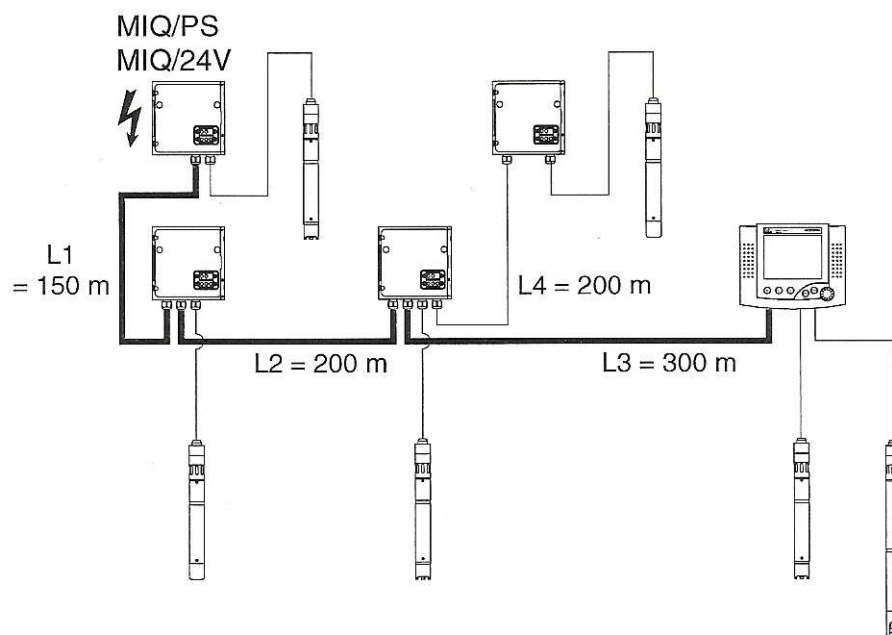 MIQ/PS
MIQ/24V
L1
= 150 m
L4 = 200 m
L2 = 200 m
L3 = 300 m